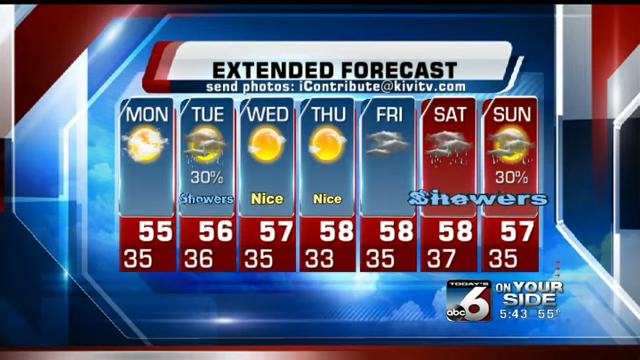 EXTENDED FORECAST
send photos: iContribute@kivitv.com
MON TUE WED THU FRI SAT SUN
30% 30%
Showers Nice Nice Showers
55 56 57 58 58 58 57
35 36 35 33 35 37 35
TODAY'S
abc 6
ON YOUR
SIDE
5:43 55°